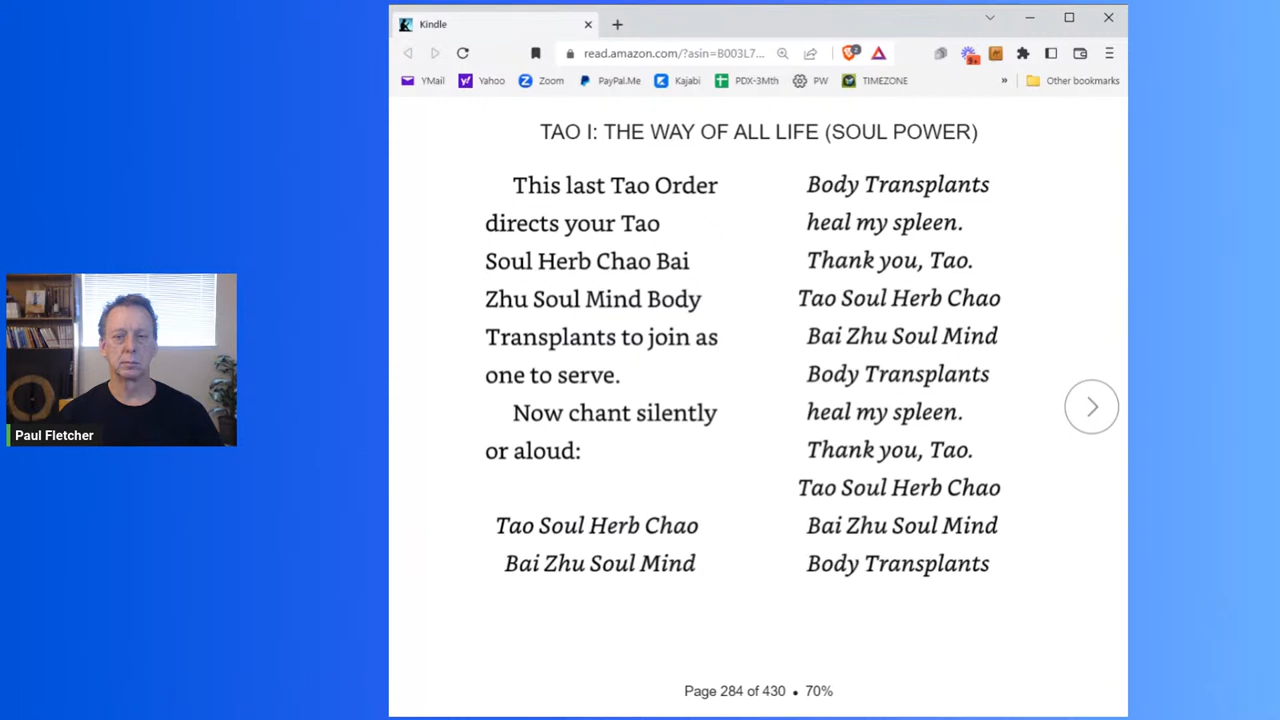 Kindle
read.amazon.com/?asin=B003L7...
2
9+
YMail
Yahoo
Zoom
PayPal.Me
Kajabi
PDX-3Mth
PW
TIMEZONE
»
Other bookmarks
TAO I: THE WAY OF ALL LIFE (SOUL POWER)
This last Tao Order
directs your Tao
Soul Herb Chao Bai
Zhu Soul Mind Body
Transplants to join as
one to serve.
Now chant silently
or aloud:
Tao Soul Herb Chao
Bai Zhu Soul Mind
Body Transplants
heal my spleen.
Thank you, Tao.
Tao Soul Herb Chao
Bai Zhu Soul Mind
Body Transplants
heal my spleen.
Thank you, Tao.
Tao Soul Herb Chao
Bai Zhu Soul Mind
Body Transplants
Page 284 of 430 • 70%
Paul Fletcher